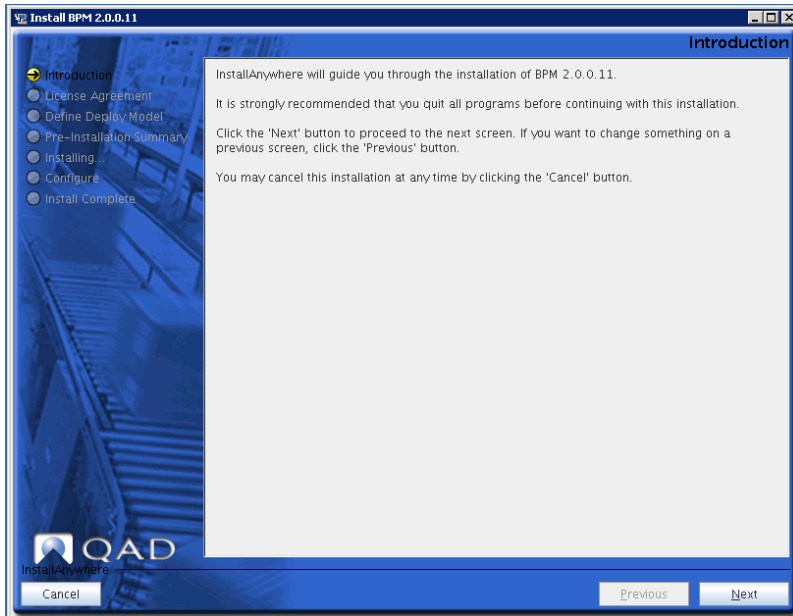 Install BPM 2.0.0.11
Introduction
Introduction
License Agreement
Define Deploy Model
Pre-Installation Summary
Installing...
Configure
Install Complete
InstallAnywhere will guide you through the installation of BPM 2.0.0.11.
It is strongly recommended that you quit all programs before continuing with this installation.
Click the 'Next' button to proceed to the next screen. If you want to change something on a
previous screen, click the 'Previous' button.
You may cancel this installation at any time by clicking the 'Cancel' button.
QAD
InstallAnywhere
Cancel
Previous
Next